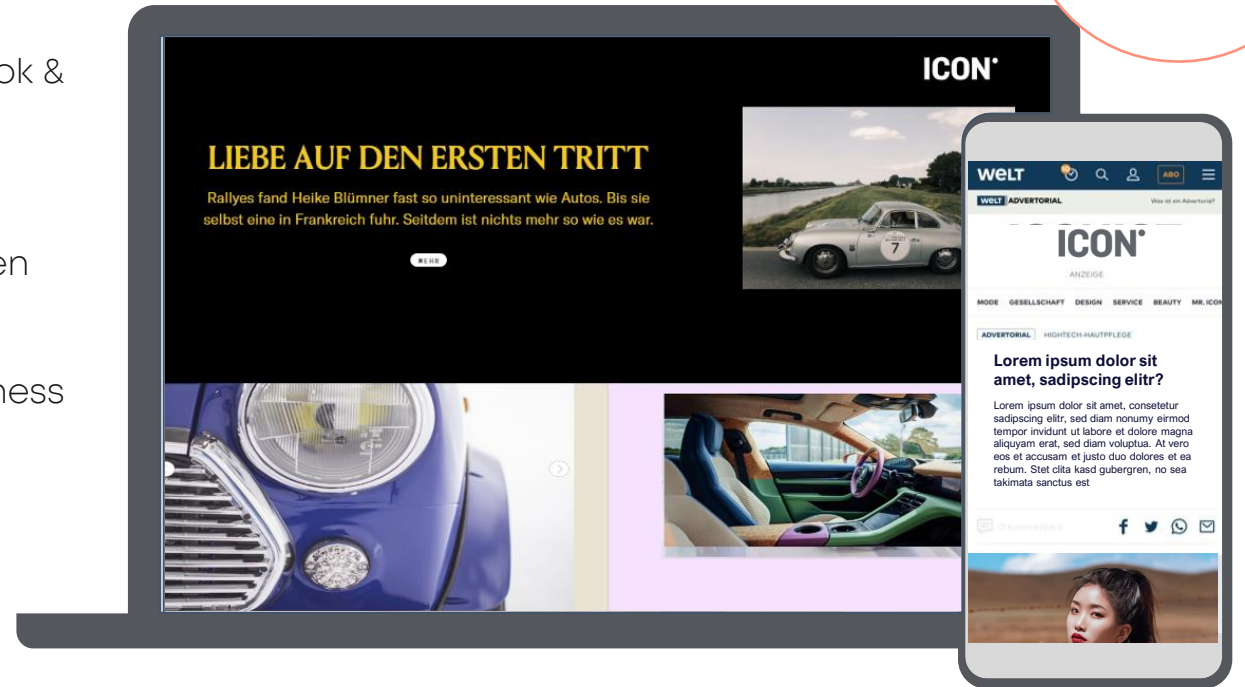 ok &
en
ness
ICON
LIEBE AUF DEN ERSTEN TRITT
Rallyes fand Heike Blümner fast so uninteressant wie Autos. Bis sie
selbst eine in Frankreich fuhr. Seitdem ist nichts mehr so wie es war.
MEHR
7
WELT
ABO
WELT ADVERTORIAL
Was ist ein Advertorial?
ICON
ANZEIGE
MODE GESELLSCHAFT DESIGN SERVICE BEAUTY MR. ICON
ADVERTORIAL HIGHTECH-HAUTPFLEGE
Lorem ipsum dolor sit
amet, sadipscing elitr?
Lorem ipsum dolor sit amet, consetetur
sadipscing elitr, sed diam nonumy eirmod
tempor invidunt ut labore et dolore magna
aliquyam erat, sed diam voluptua. At vero
eos et accusam et justo duo dolores et ea
rebum. Stet clita kasd gubergren, no sea
takimata sanctus est